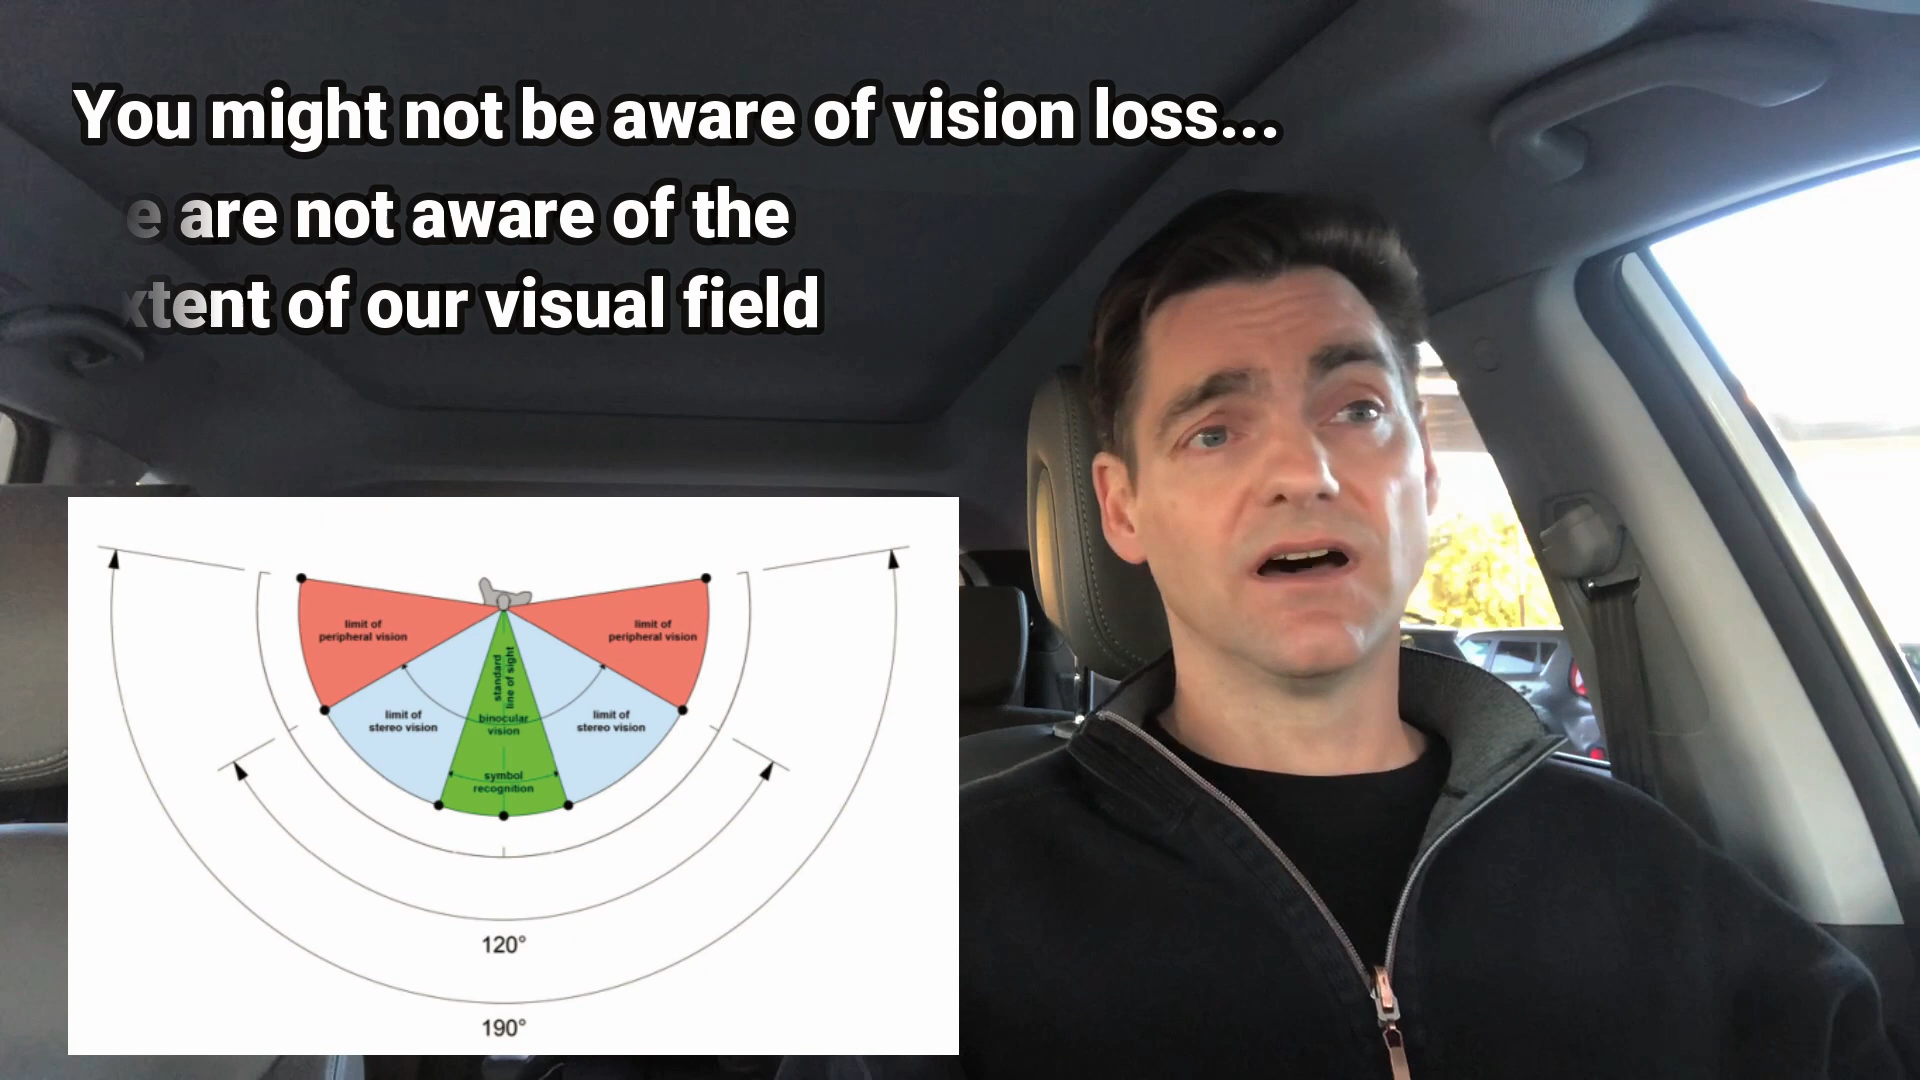 You might not be aware of vision loss...
e are not aware of the
xtent of our visual field
limit of
peripheral vision
limit of
peripheral vision
standard
line of sight
limit of
stereo vision
binocular
vision
limit of
stereo vision
symbol
recognition
120°
190°